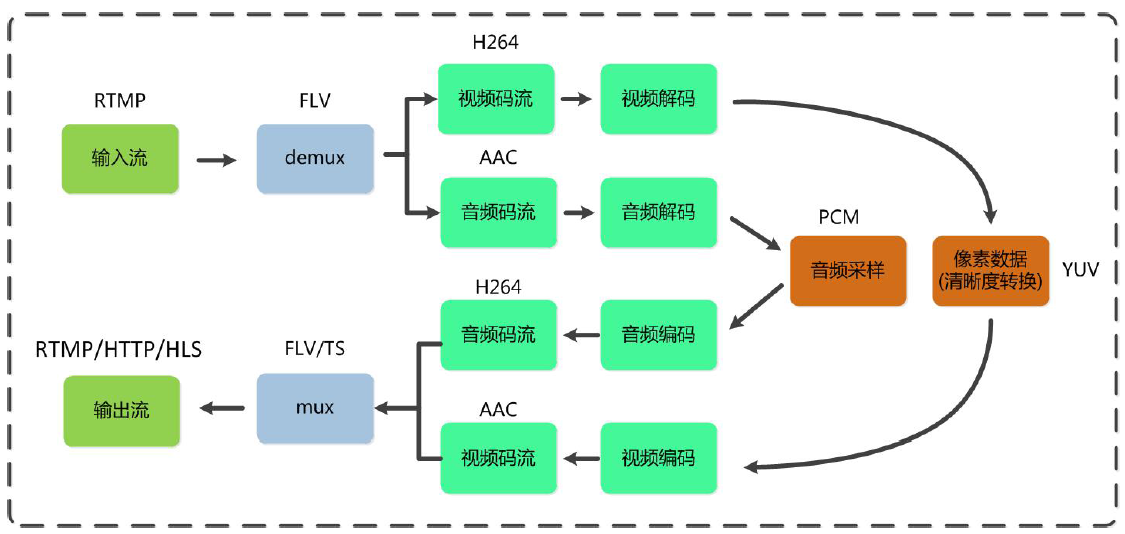 H264
RTMP
FLV
视频码流
视频解码
输入流
demux
AAC
音频码流
音频解码
PCM
音频采样
像素数据
(清晰度转换)
YUV
H264
音频码流
音频编码
RTMP/HTTP/HLS
FLV/TS
输出流
mux
AAC
视频码流
视频编码